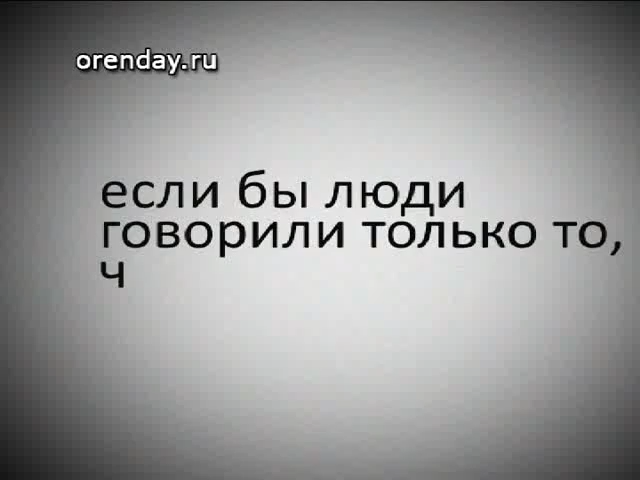 orenday.ru
если бы люди
говорили только то,
ч